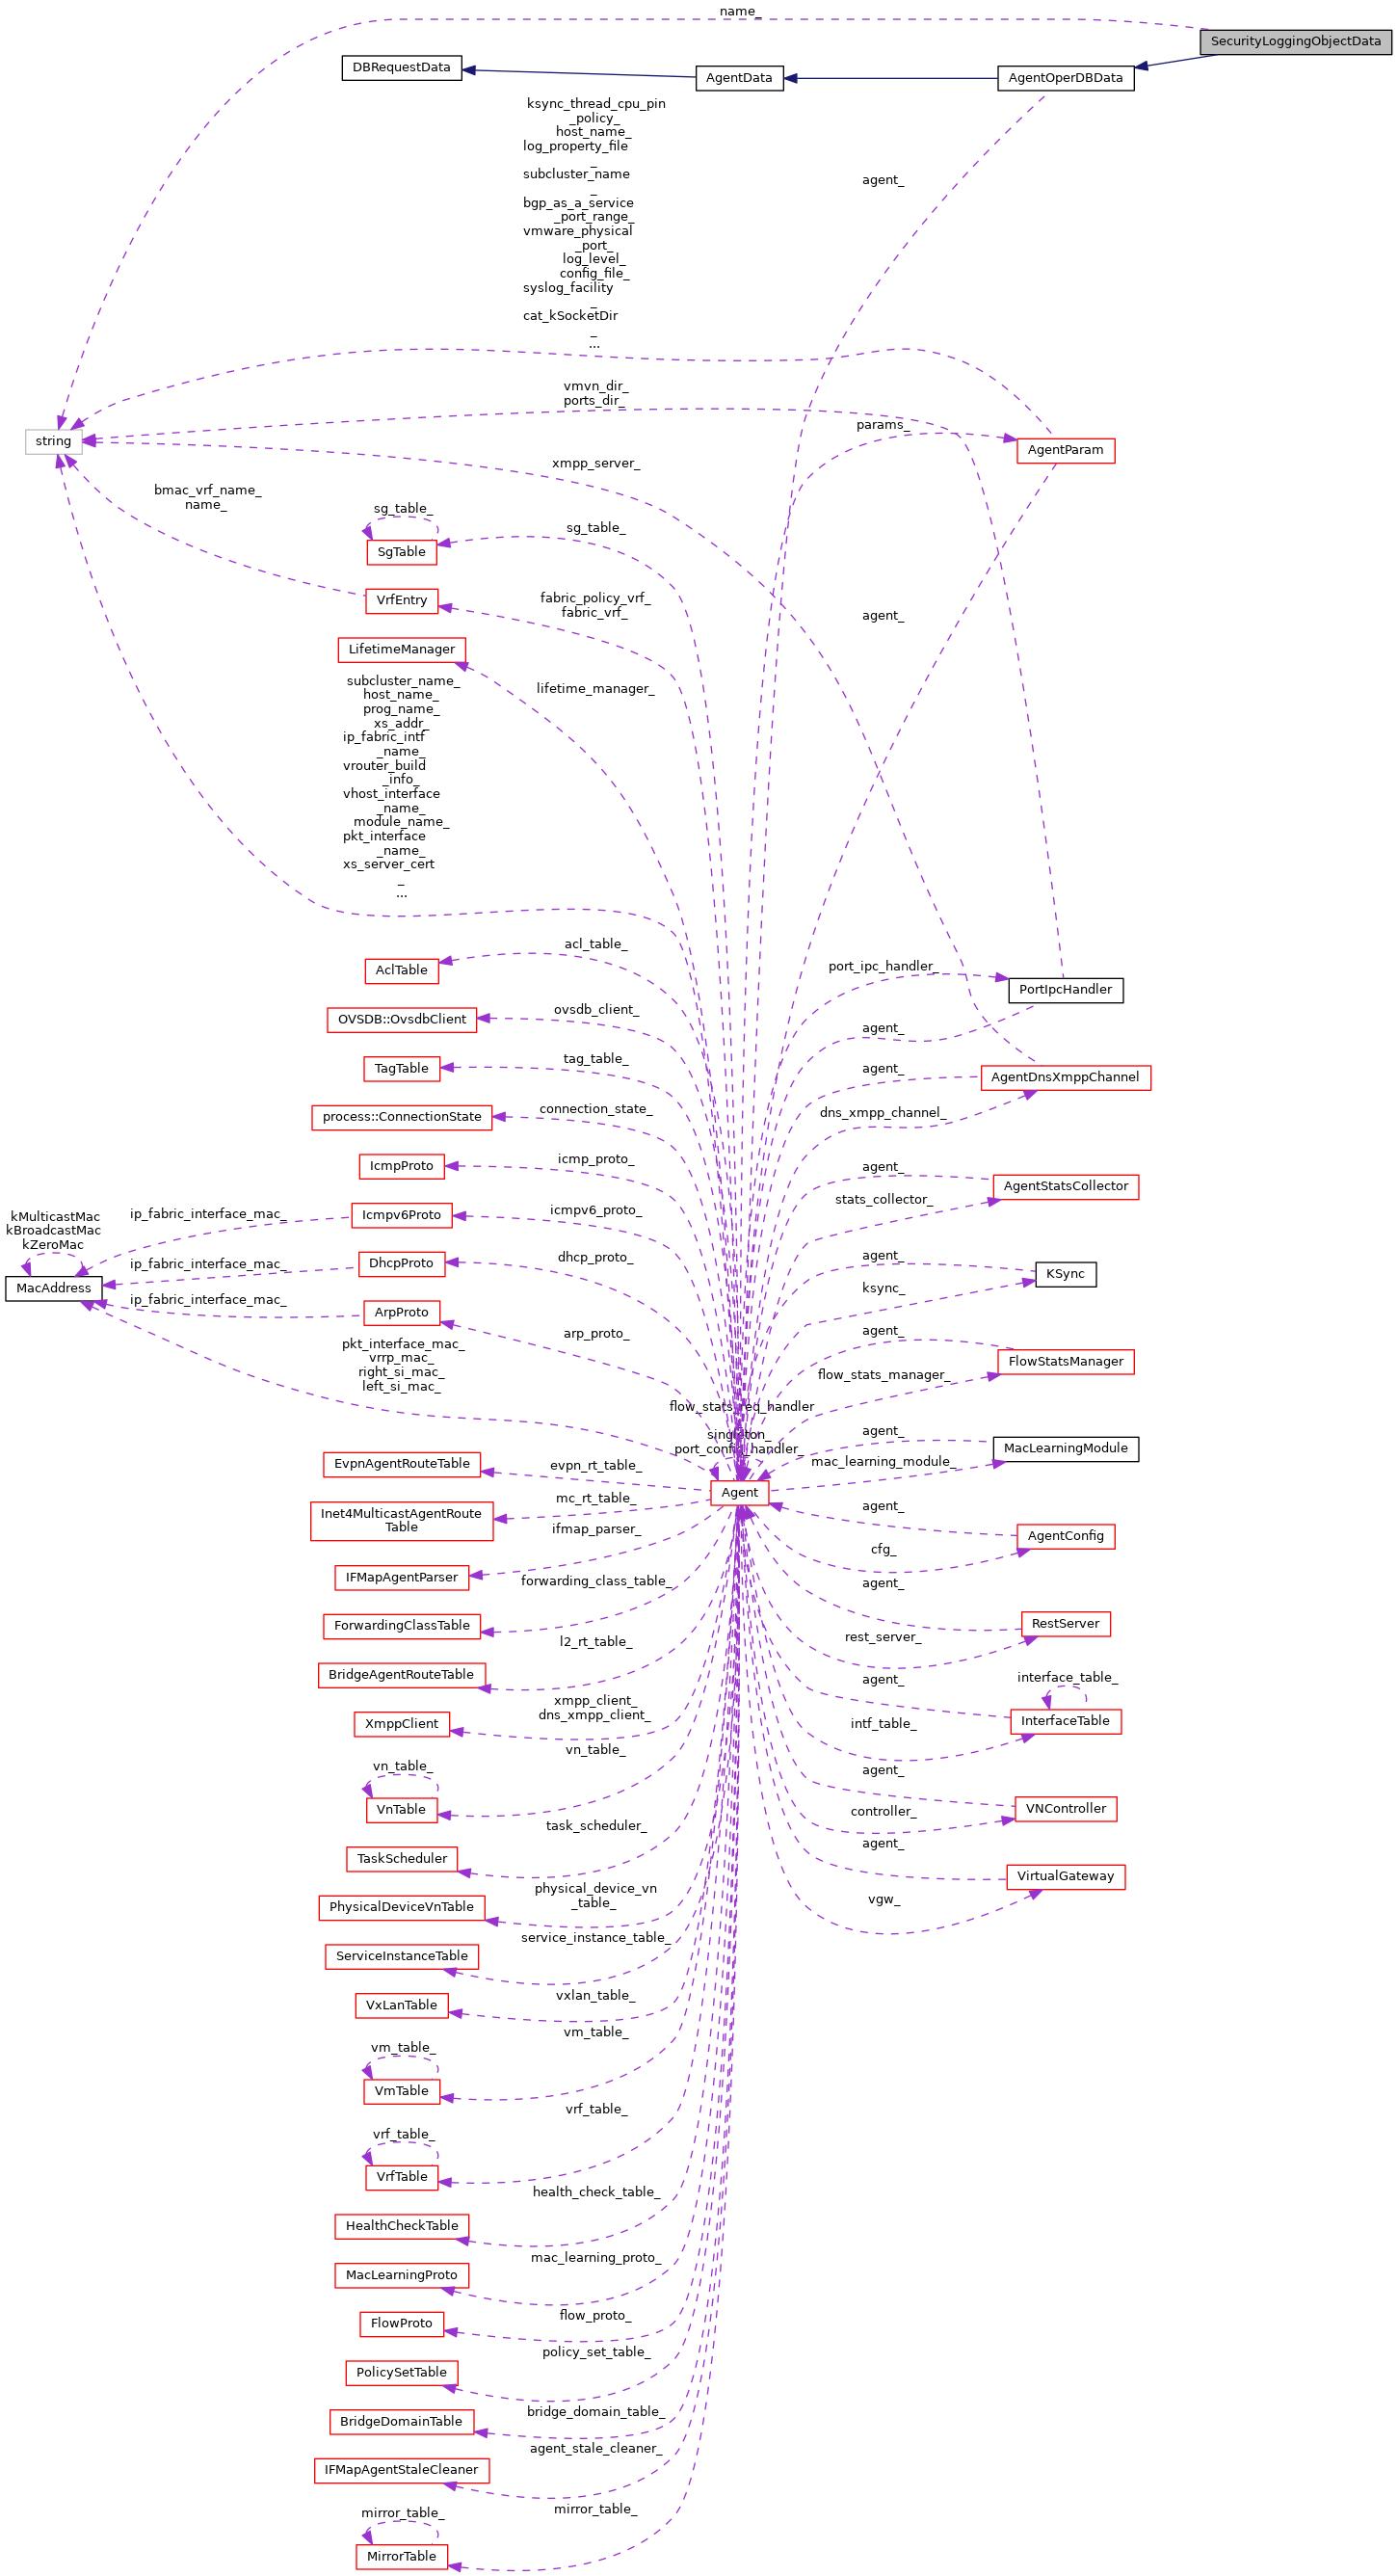 name_
SecurityLoggingObjectData
DBRequestData
AgentData
AgentOperDBData
ksync_thread_cpu_pin
_policy_
host_name_
log_property_file
_
subcluster_name
_
bgp_as_a_service
_port_range_
vmware_physical
_port_
log_level_
config_file_
syslog_facility
_
cat_kSocketDir
_
...
agent_
vmvn_dir_
ports_dir_
params_
string
AgentParam
xmpp_server_
bmac_vrf_name_
name_
sg_table_
SgTable
sg_table_
VrfEntry
fabric_policy_vrf_
fabric_vrf_
agent_
LifetimeManager
lifetime_manager_
subcluster_name_
host_name_
prog_name_
xs_addr_
ip_fabric_intf
_name_
vrouter_build
_info_
vhost_interface
_name_
module_name_
pkt_interface
_name_
xs_server_cert
_
...
acl_table_
AclTable
port_ipc_handler_
PortIpcHandler
ovsdb_client_
OVSDB::OvsdbClient
agent_
tag_table_
TagTable
agent_
AgentDnsXmppChannel
connection_state_
process::ConnectionState
dns_xmpp_channel_
icmp_proto_
IcmpProto
agent_
AgentStatsCollector
stats_collector_
kMulticastMac
kBroadcastMac
kZeroMac
ip_fabric_interface_mac_
Icmpv6Proto
icmpv6_proto_
ip_fabric_interface_mac_
DhcpProto
dhcp_proto_
agent_
KSync
ksync_
MacAddress
ip_fabric_interface_mac_
ArpProto
arp_proto_
agent_
pkt_interface_mac_
vrrp_mac_
right_si_mac_
left_si_mac_
FlowStatsManager
flow_stats_manager_
flow_stats_req_handler
singleton_
port_config_handler_
agent_
MacLearningModule
mac_learning_module_
EvpnAgentRouteTable
evpn_rt_table_
Agent
mc_rt_table_
Inet4MulticastAgentRoute
Table
agent_
AgentConfig
cfg_
ifmap_parser_
IFMapAgentParser
forwarding_class_table_
ForwardingClassTable
agent_
RestServer
rest_server_
l2_rt_table_
BridgeAgentRouteTable
agent_
interface_table_
InterfaceTable
intf_table_
xmpp_client_
dns_xmpp_client_
XmppClient
vn_table_
vn_table_
VnTable
agent_
VNController
controller_
task_scheduler_
TaskScheduler
agent_
VirtualGateway
vgw_
physical_device_vn
_table_
PhysicalDeviceVnTable
service_instance_table_
ServiceInstanceTable
vxlan_table_
VxLanTable
vm_table_
vm_table_
VmTable
vrf_table_
vrf_table_
VrfTable
health_check_table_
HealthCheckTable
mac_learning_proto_
MacLearningProto
flow_proto_
FlowProto
policy_set_table_
PolicySetTable
bridge_domain_table_
BridgeDomainTable
agent_stale_cleaner_
IFMapAgentStaleCleaner
mirror_table_
mirror_table_
MirrorTable